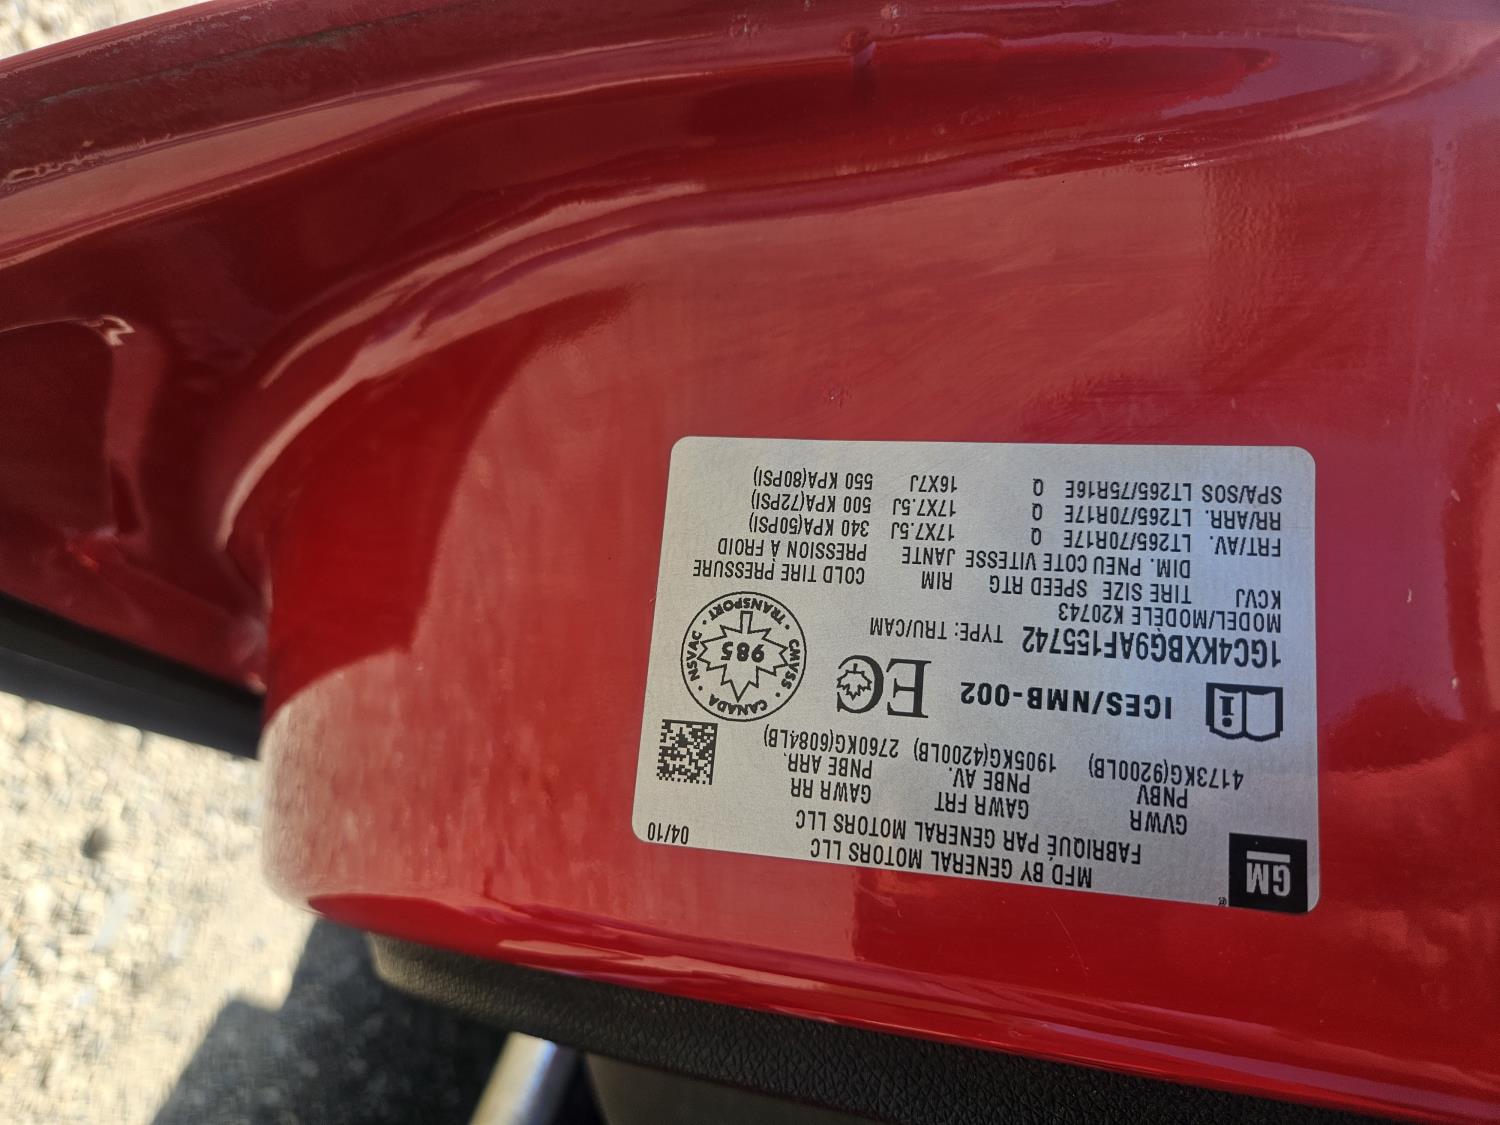 GM
MFD BY GENERAL MOTORS LLC
FABRIQUÉ PAR GENERAL MOTORS LLC
04/10
GVWR GAWR FRT GAWR RR
PNBV PNBE AV. PNBE ARR.
4173KG(9200LB) 1905KG(4200LB) 2760KG(6084LB)
i ICES/NMB-002 EC
CANADA · CMVSS · TRANSPORT · NSVAC ·
985
1GC4KXBG9AF155742 TYPE: TRU/CAM
MODEL/MODÈLE K20743
KCVJ TIRE SIZE SPEED RTG RIM COLD TIRE PRESSURE
DIM. PNEU COTE VITESSE JANTE PRESSION À FROID
FRT/AV. LT265/70R17E Q 17X7.5J 340 KPA(50PSI)
RR/ARR. LT265/70R17E Q 17X7.5J 500 KPA(72PSI)
SPA/SOS LT265/75R16E Q 16X7J 550 KPA(80PSI)